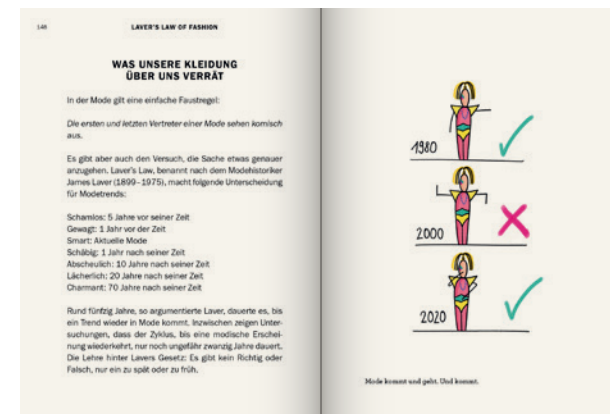 148
LAVER'S LAW OF FASHION
WAS UNSERE KLEIDUNG
ÜBER UNS VERRÄT
In der Mode gilt eine einfache Faustregel:
Die ersten und letzten Vertreter einer Mode sehen komisch
aus.
Es gibt aber auch den Versuch, die Sache etwas genauer
anzugehen. Laver's Law, benannt nach dem Modehistoriker
James Laver (1899–1975), macht folgende Unterscheidung
für Modetrends:
Schamlos: 5 Jahre vor seiner Zeit
Gewagt: 1 Jahr vor der Zeit
Smart: Aktuelle Mode
Schäbig: 1 Jahr nach seiner Zeit
Abscheulich: 10 Jahre nach seiner Zeit
Lächerlich: 20 Jahre nach seiner Zeit
Charmant: 70 Jahre nach seiner Zeit
Rund fünfzig Jahre, so argumentierte Laver, dauerte es, bis
ein Trend wieder in Mode kommt. Inzwischen zeigen Unter-
suchungen, dass der Zyklus, bis eine modische Erschei-
nung wiederkehrt, nur noch ungefähr zwanzig Jahre dauert.
Die Lehre hinter Lavers Gesetz: Es gibt kein Richtig oder
Falsch, nur ein zu spät oder zu früh.
1980
2000
2020
Mode kommt und geht. Und kommt.